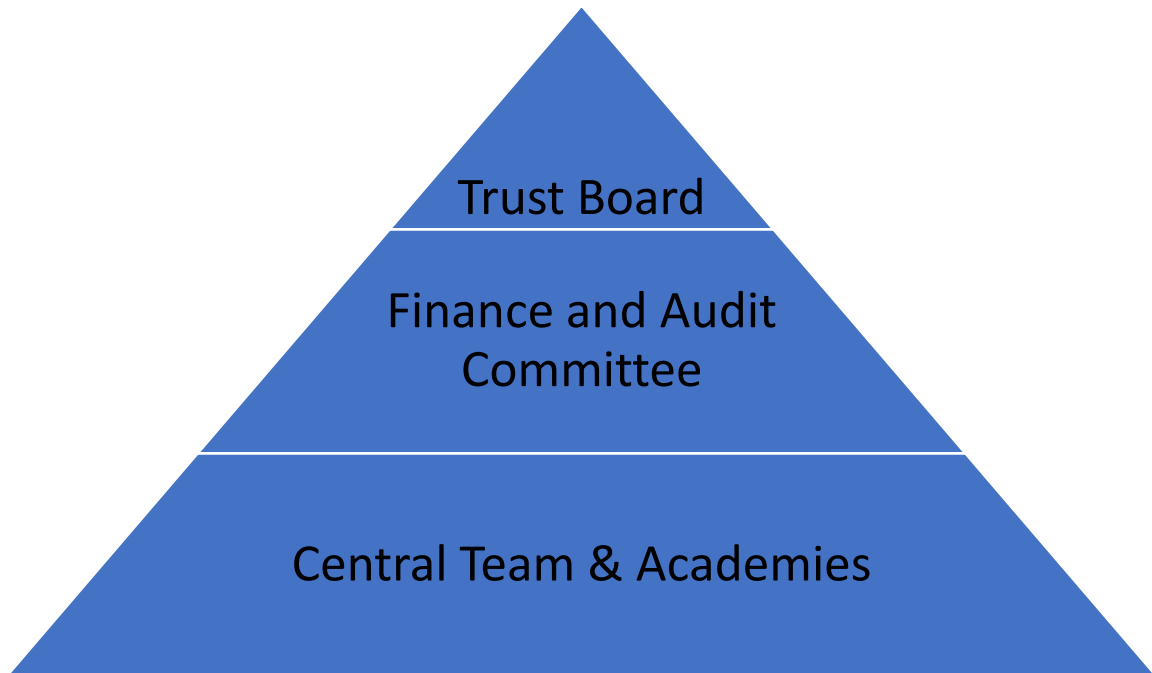 Trust Board
Finance and Audit
Committee
Central Team & Academies